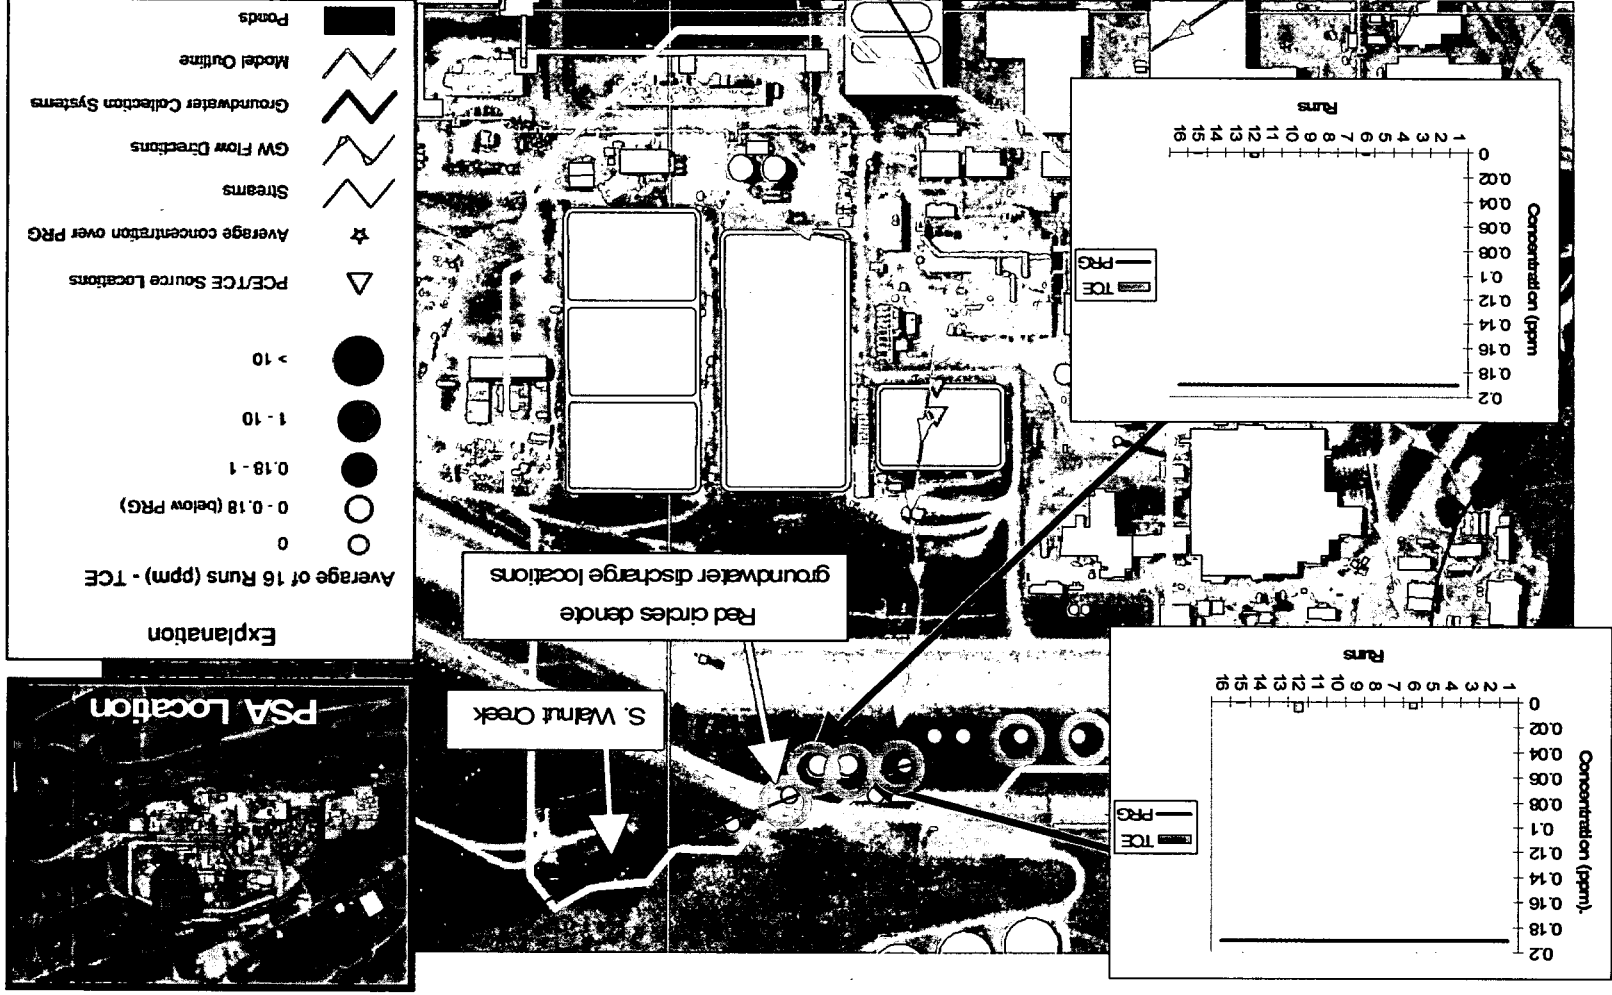 Concentration (ppm).
0.2
0.18
0.16
0.14
0.12
0.1
0.08
0.06
0.04
0.02
0
1 2 3 4 5 6 7 8 9 10 11 12 13 14 15 16
Runs
TCE
PRG
PSA Location
S. Walnut Creek
Red circles denote
groundwater discharge locations
Concentration (ppm
0.2
0.18
0.16
0.14
0.12
0.1
0.08
0.06
0.04
0.02
0
1 2 3 4 5 6 7 8 9 10 11 12 13 14 15 16
Runs
TCE
PRG
Explanation
Average of 16 Runs (ppm) - TCE
0
0 - 0.18 (below PRG)
0.18 - 1
1 - 10
> 10
PCE/TCE Source Locations
Average concentration over PRG
Streams
GW Flow Directions
Groundwater Collection Systems
Model Outline
Ponds